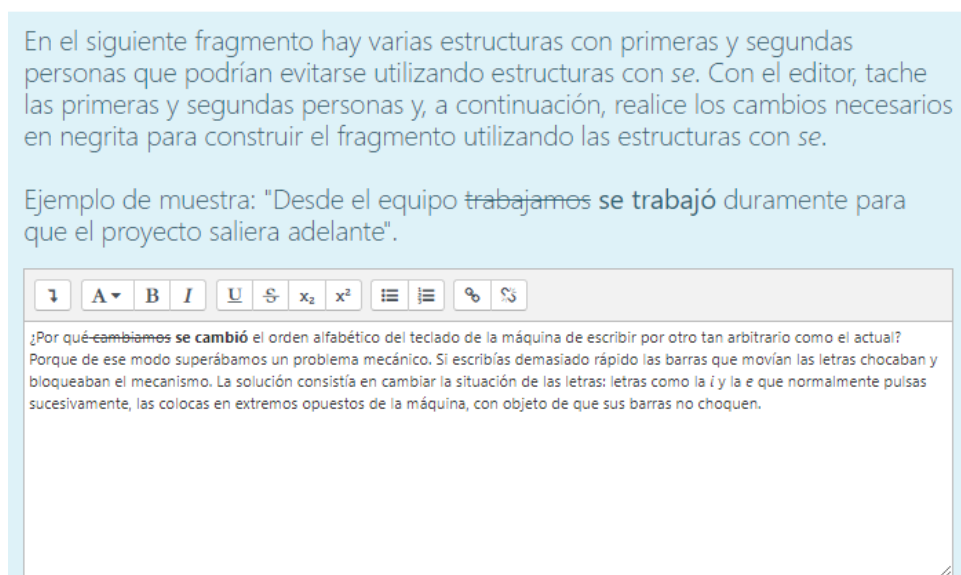 En el siguiente fragmento hay varias estructuras con primeras y segundas
personas que podrían evitarse utilizando estructuras con se. Con el editor, tache
las primeras y segundas personas y, a continuación, realice los cambios necesarios
en negrita para construir el fragmento utilizando las estructuras con se.
Ejemplo de muestra: "Desde el equipo trabajamos se trabajó duramente para
que el proyecto saliera adelante".
A B I U S x₂ x²
¿Por qué cambiamos se cambió el orden alfabético del teclado de la máquina de escribir por otro tan arbitrario como el actual?
Porque de ese modo superábamos un problema mecánico. Si escribías demasiado rápido las barras que movían las letras chocaban y
bloqueaban el mecanismo. La solución consistía en cambiar la situación de las letras: letras como la i y la e que normalmente pulsas
sucesivamente, las colocas en extremos opuestos de la máquina, con objeto de que sus barras no choquen.